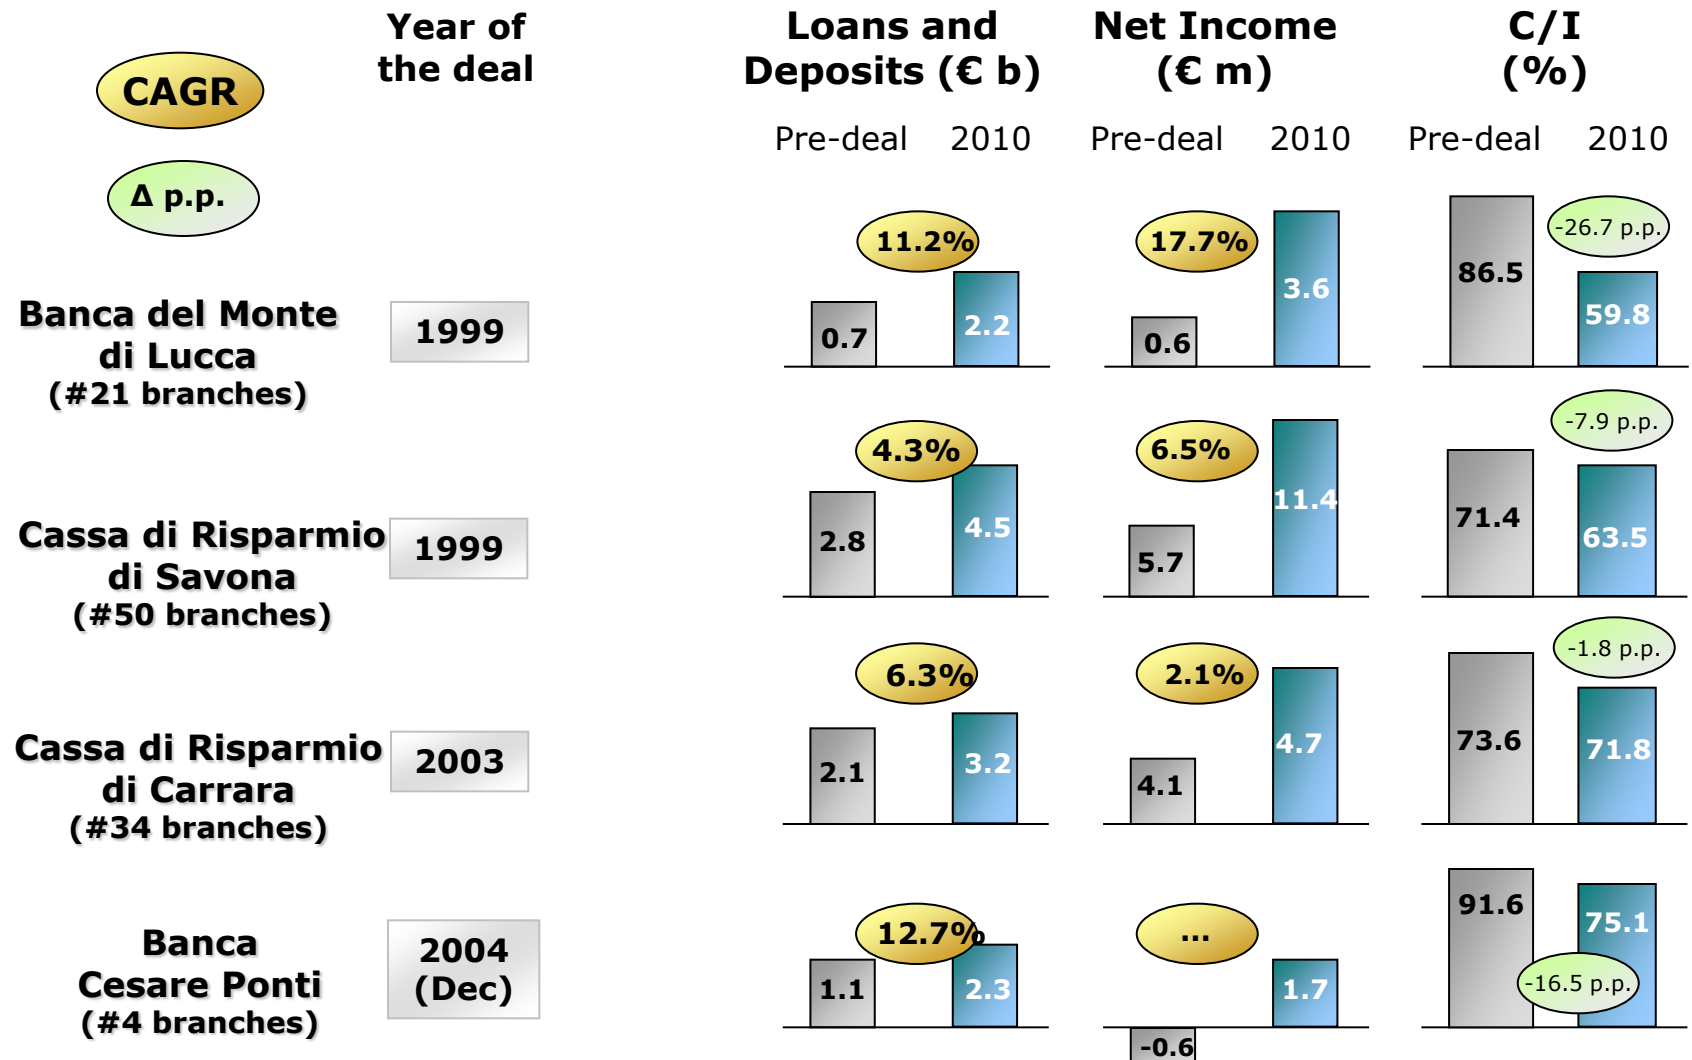 CAGR
Δ p.p.
Year of
the deal
Loans and
Deposits (€ b)
Net Income
(€ m)
C/I
(%)
Pre-deal 2010
Pre-deal 2010
Pre-deal 2010
Banca del Monte
di Lucca
(#21 branches)
1999
11.2%
0.7
2.2
17.7%
0.6
3.6
86.5
-26.7 p.p.
59.8
Cassa di Risparmio
di Savona
(#50 branches)
1999
4.3%
2.8
4.5
6.5%
5.7
11.4
71.4
-7.9 p.p.
63.5
Cassa di Risparmio
di Carrara
(#34 branches)
2003
6.3%
2.1
3.2
2.1%
4.1
4.7
73.6
-1.8 p.p.
71.8
Banca
Cesare Ponti
(#4 branches)
2004
(Dec)
12.7%
1.1
2.3
...
-0.6
1.7
91.6
75.1
-16.5 p.p.